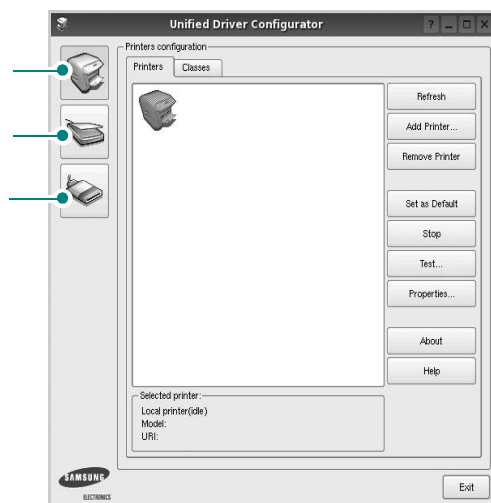 Unified Driver Configurator
Printers configuration
Printers
Classes
Refresh
Add Printer...
Remove Printer
Set as Default
Stop
Test...
Properties...
About
Help
Selected printer:
Local printer(idle)
Model:
URI:
SAMSUNG
ELECTRONICS
Exit